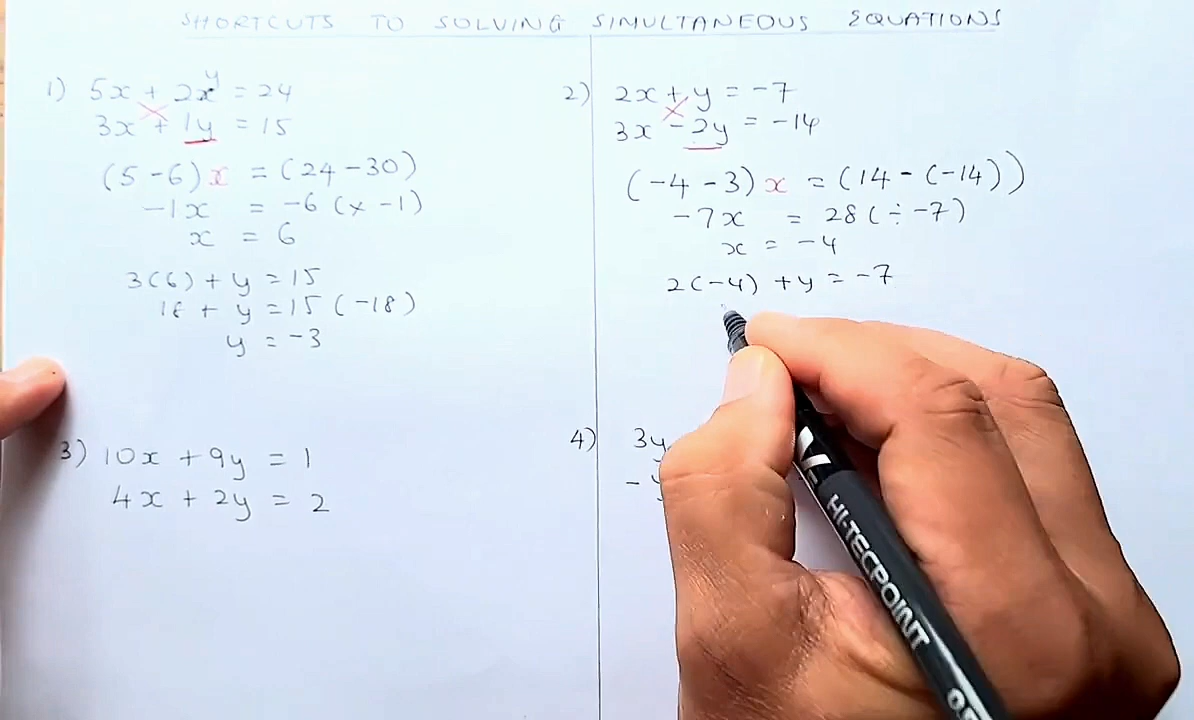 SHORTCUTS TO SOLVING SIMULTANEOUS EQUATIONS
1) 5x + 2y = 24
3x + 1y = 15
(5 - 6)x = (24 - 30)
-1x = -6 (x -1)
x = 6
3(6) + y = 15
18 + y = 15 (-18)
y = -3
2) 2x + y = -7
3x - 2y = -14
(-4 - 3)x = (14 - (-14))
-7x = 28 (÷ -7)
x = -4
2(-4) + y = -7
3) 10x + 9y = 1
4x + 2y = 2
4) 3y
-y
HI-TECPOINT